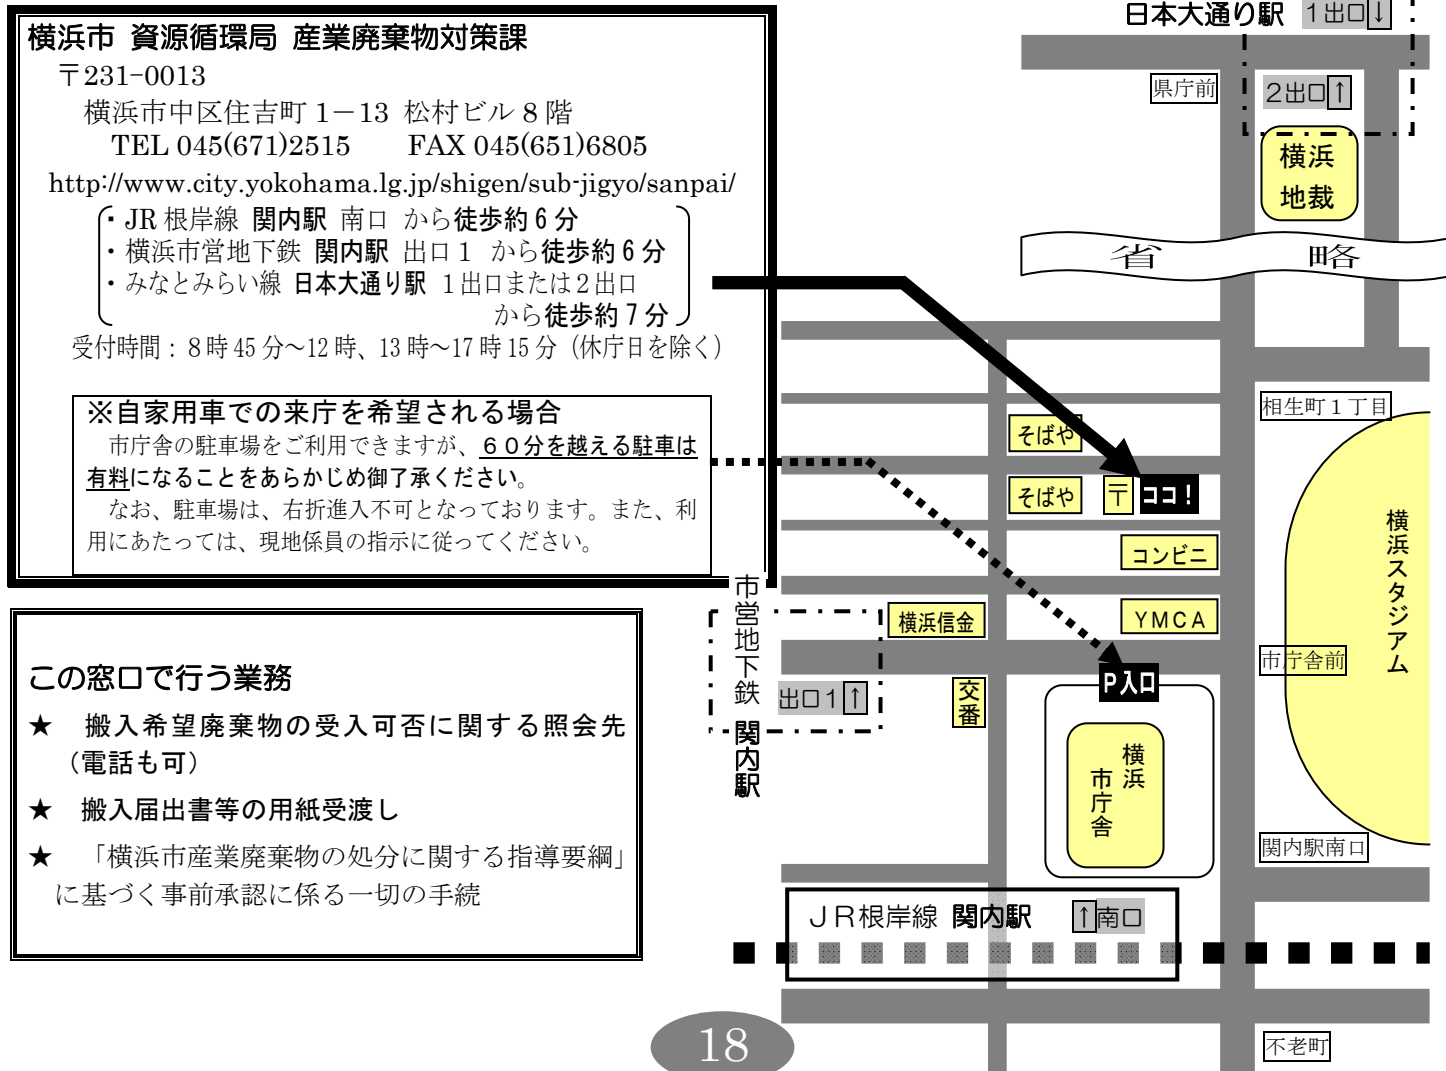 横浜市 資源循環局 産業廃棄物対策課
〒231-0013
横浜市中区住吉町 1－13 松村ビル 8 階
TEL 045(671)2515 FAX 045(651)6805
http://www.city.yokohama.lg.jp/shigen/sub-jigyo/sanpai/
・JR 根岸線 関内駅 南口 から徒歩約 6 分
・横浜市営地下鉄 関内駅 出口 1 から徒歩約 6 分
・みなとみらい線 日本大通り駅 1出口または2出口
から徒歩約 7 分
受付時間：8時 45 分～12 時、13 時～17 時 15 分（休庁日を除く）
※自家用車での来庁を希望される場合
市庁舎の駐車場をご利用できますが、６０分を越える駐車は
有料になることをあらかじめ御了承ください。
なお、駐車場は、右折進入不可となっております。また、利
用にあたっては、現地係員の指示に従ってください。
この窓口で行う業務
★ 搬入希望廃棄物の受入可否に関する照会先
（電話も可）
★ 搬入届出書等の用紙受渡し
★ 「横浜市産業廃棄物の処分に関する指導要綱」
に基づく事前承認に係る一切の手続
日本大通り駅 1出口↓
県庁前
2出口↑
横浜
地裁
省 略
相生町１丁目
そばや
そばや
〒
ココ！
コンビニ
横浜スタジアム
市営地下鉄 関内駅
横浜信金
YMCA
市庁舎前
出口1↑
交番
P入口
横浜
市庁舎
関内駅南口
ＪＲ根岸線 関内駅 ↑南口
不老町
18